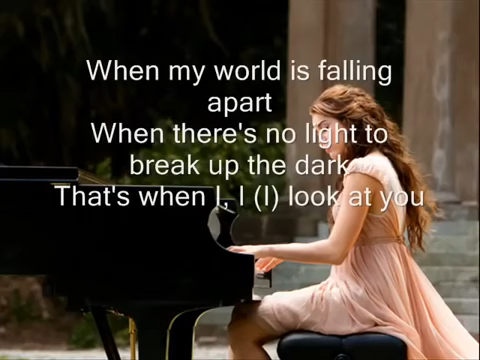 When my world is falling
apart
When there's no light to
break up the dark
That's when I, I (I) look at you